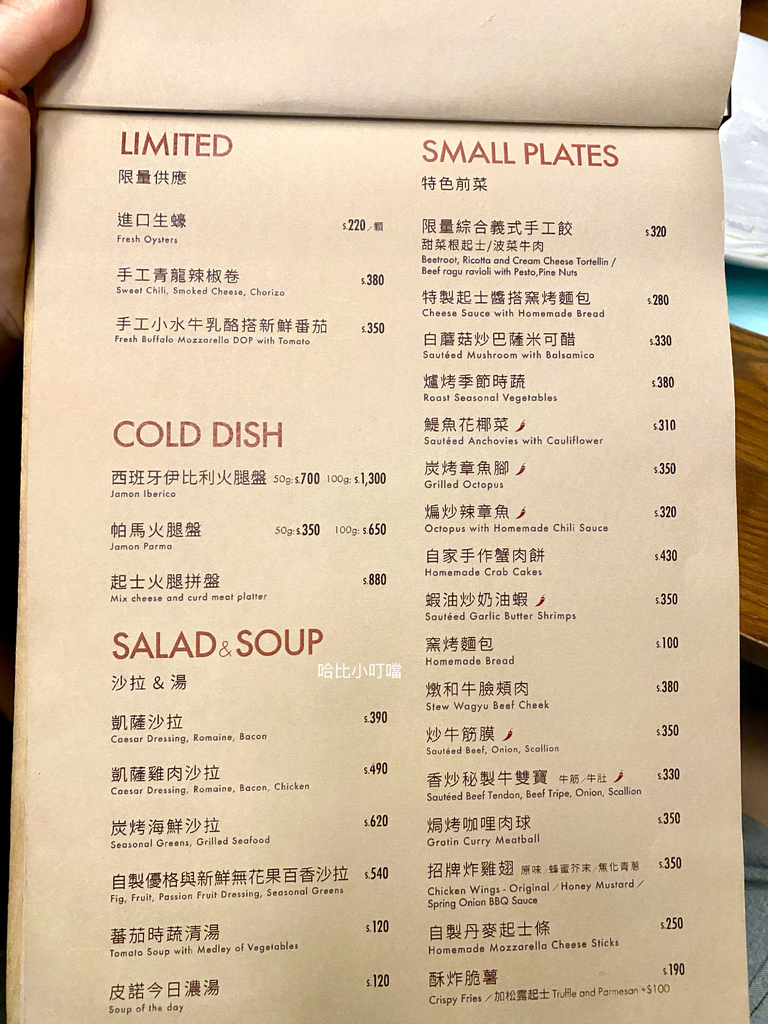 LIMITED
限量供應
進口生蠔 $.220／顆
Fresh Oysters
手工青龍辣椒卷 $.380
Sweet Chili, Smoked Cheese, Chorizo
手工小水牛乳酪搭新鮮番茄 $.350
Fresh Buffalo Mozzarella DOP with Tomato
COLD DISH
西班牙伊比利火腿盤 50g:$.700 100g:$.1,300
Jamon Iberico
帕馬火腿盤 50g:$.350 100g:$.650
Jamon Parma
起士火腿拼盤 $.880
Mix cheese and curd meat platter
SALAD & SOUP
沙拉 & 湯
凱薩沙拉 $.390
Caesar Dressing, Romaine, Bacon
凱薩雞肉沙拉 $.490
Caesar Dressing, Romaine, Bacon, Chicken
炭烤海鮮沙拉 $.620
Seasonal Greens, Grilled Seafood
自製優格與新鮮無花果百香沙拉 $.540
Fig, Fruit, Passion Fruit Dressing, Seasonal Greens
蕃茄時蔬清湯 $.120
Tomato Soup with Medley of Vegetables
皮諾今日濃湯 $.120
Soup of the day
SMALL PLATES
特色前菜
限量綜合義式手工餃 $.320
甜菜根起士/波菜牛肉
Beetroot, Ricotta and Cream Cheese Tortellin /
Beef ragu ravioli with Pesto,Pine Nuts
特製起士醬搭窯烤麵包 $.280
Cheese Sauce with Homemade Bread
白蘑菇炒巴薩米可醋 $.330
Sautéed Mushroom with Balsamico
爐烤季節時蔬 $.380
Roast Seasonal Vegetables
鯷魚花椰菜 $.310
Sautéed Anchovies with Cauliflower
炭烤章魚腳 $.350
Grilled Octopus
煸炒辣章魚 $.320
Octopus with Homemade Chili Sauce
自家手作蟹肉餅 $.430
Homemade Crab Cakes
蝦油炒奶油蝦 $.350
Sautéed Garlic Butter Shrimps
窯烤麵包 $.100
Homemade Bread
燉和牛臉頰肉 $.380
Stew Wagyu Beef Cheek
炒牛筋膜 $.350
Sautéed Beef, Onion, Scallion
香炒秘製牛雙寶 牛筋／牛肚 $.330
Sautéed Beef Tendon, Beef Tripe, Onion, Scallion
焗烤咖哩肉球 $.350
Gratin Curry Meatball
招牌炸雞翅 原味／蜂蜜芥末／焦化青蔥 $.350
Chicken Wings - Original／Honey Mustard／
Spring Onion BBQ Sauce
自製丹麥起士條 $.250
Homemade Mozzarella Cheese Sticks
酥炸脆薯 $.190
Crispy Fries／加松露起士 Truffle and Parmesan +$100
哈比小叮噹